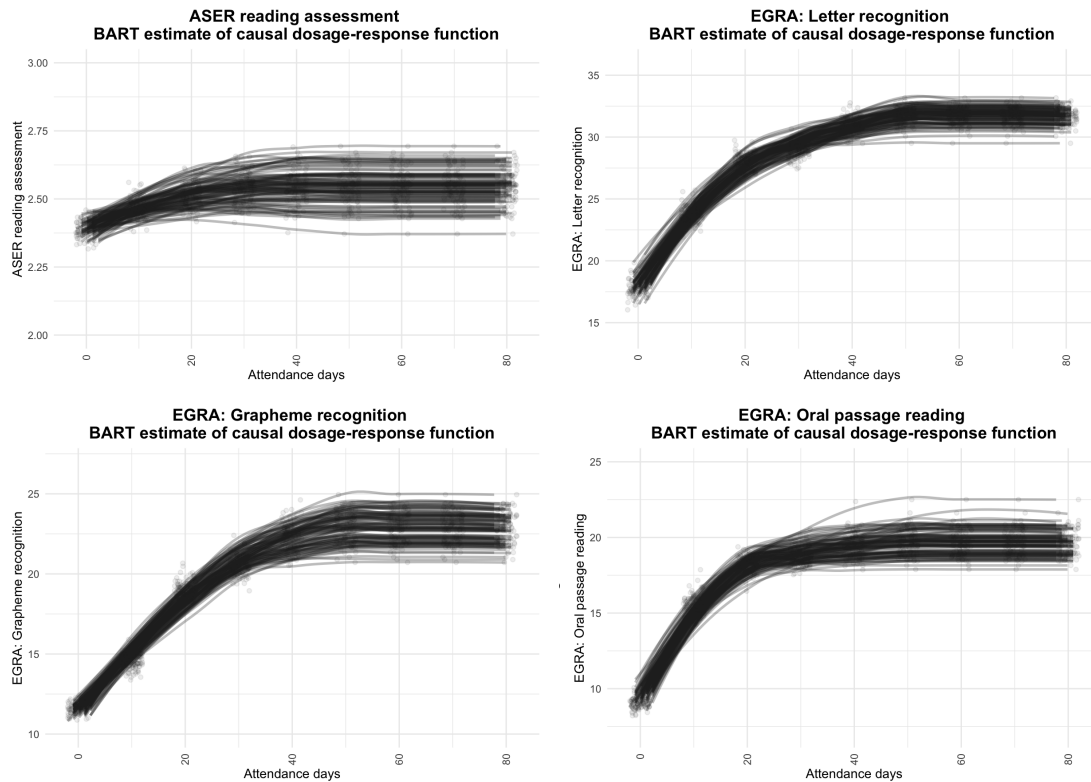 ASER reading assessment
BART estimate of causal dosage-response function
3.00
2.75
2.50
2.25
2.00
ASER reading assessment
0
20
40
60
80
Attendance days
EGRA: Letter recognition
BART estimate of causal dosage-response function
35
30
25
20
15
EGRA: Letter recognition
0
20
40
60
80
Attendance days
EGRA: Grapheme recognition
BART estimate of causal dosage-response function
25
20
15
10
EGRA: Grapheme recognition
0
20
40
60
80
Attendance days
EGRA: Oral passage reading
BART estimate of causal dosage-response function
25
20
15
10
EGRA: Oral passage reading
0
20
40
60
80
Attendance days